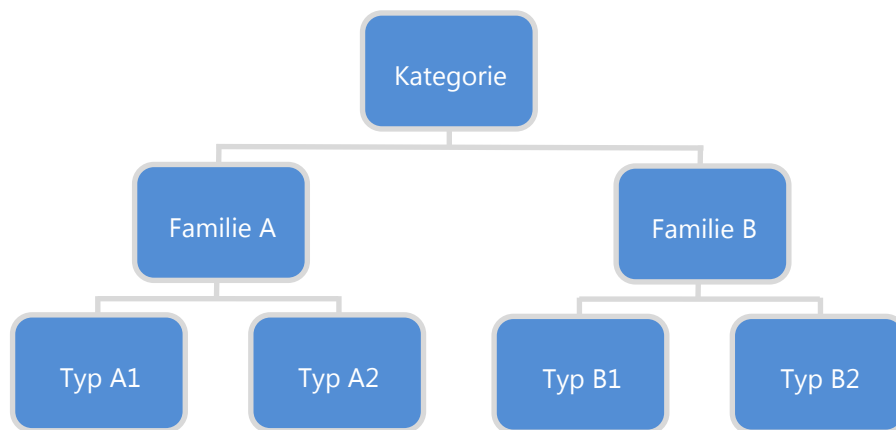 Kategorie
Familie A
Familie B
Typ A1
Typ A2
Typ B1
Typ B2